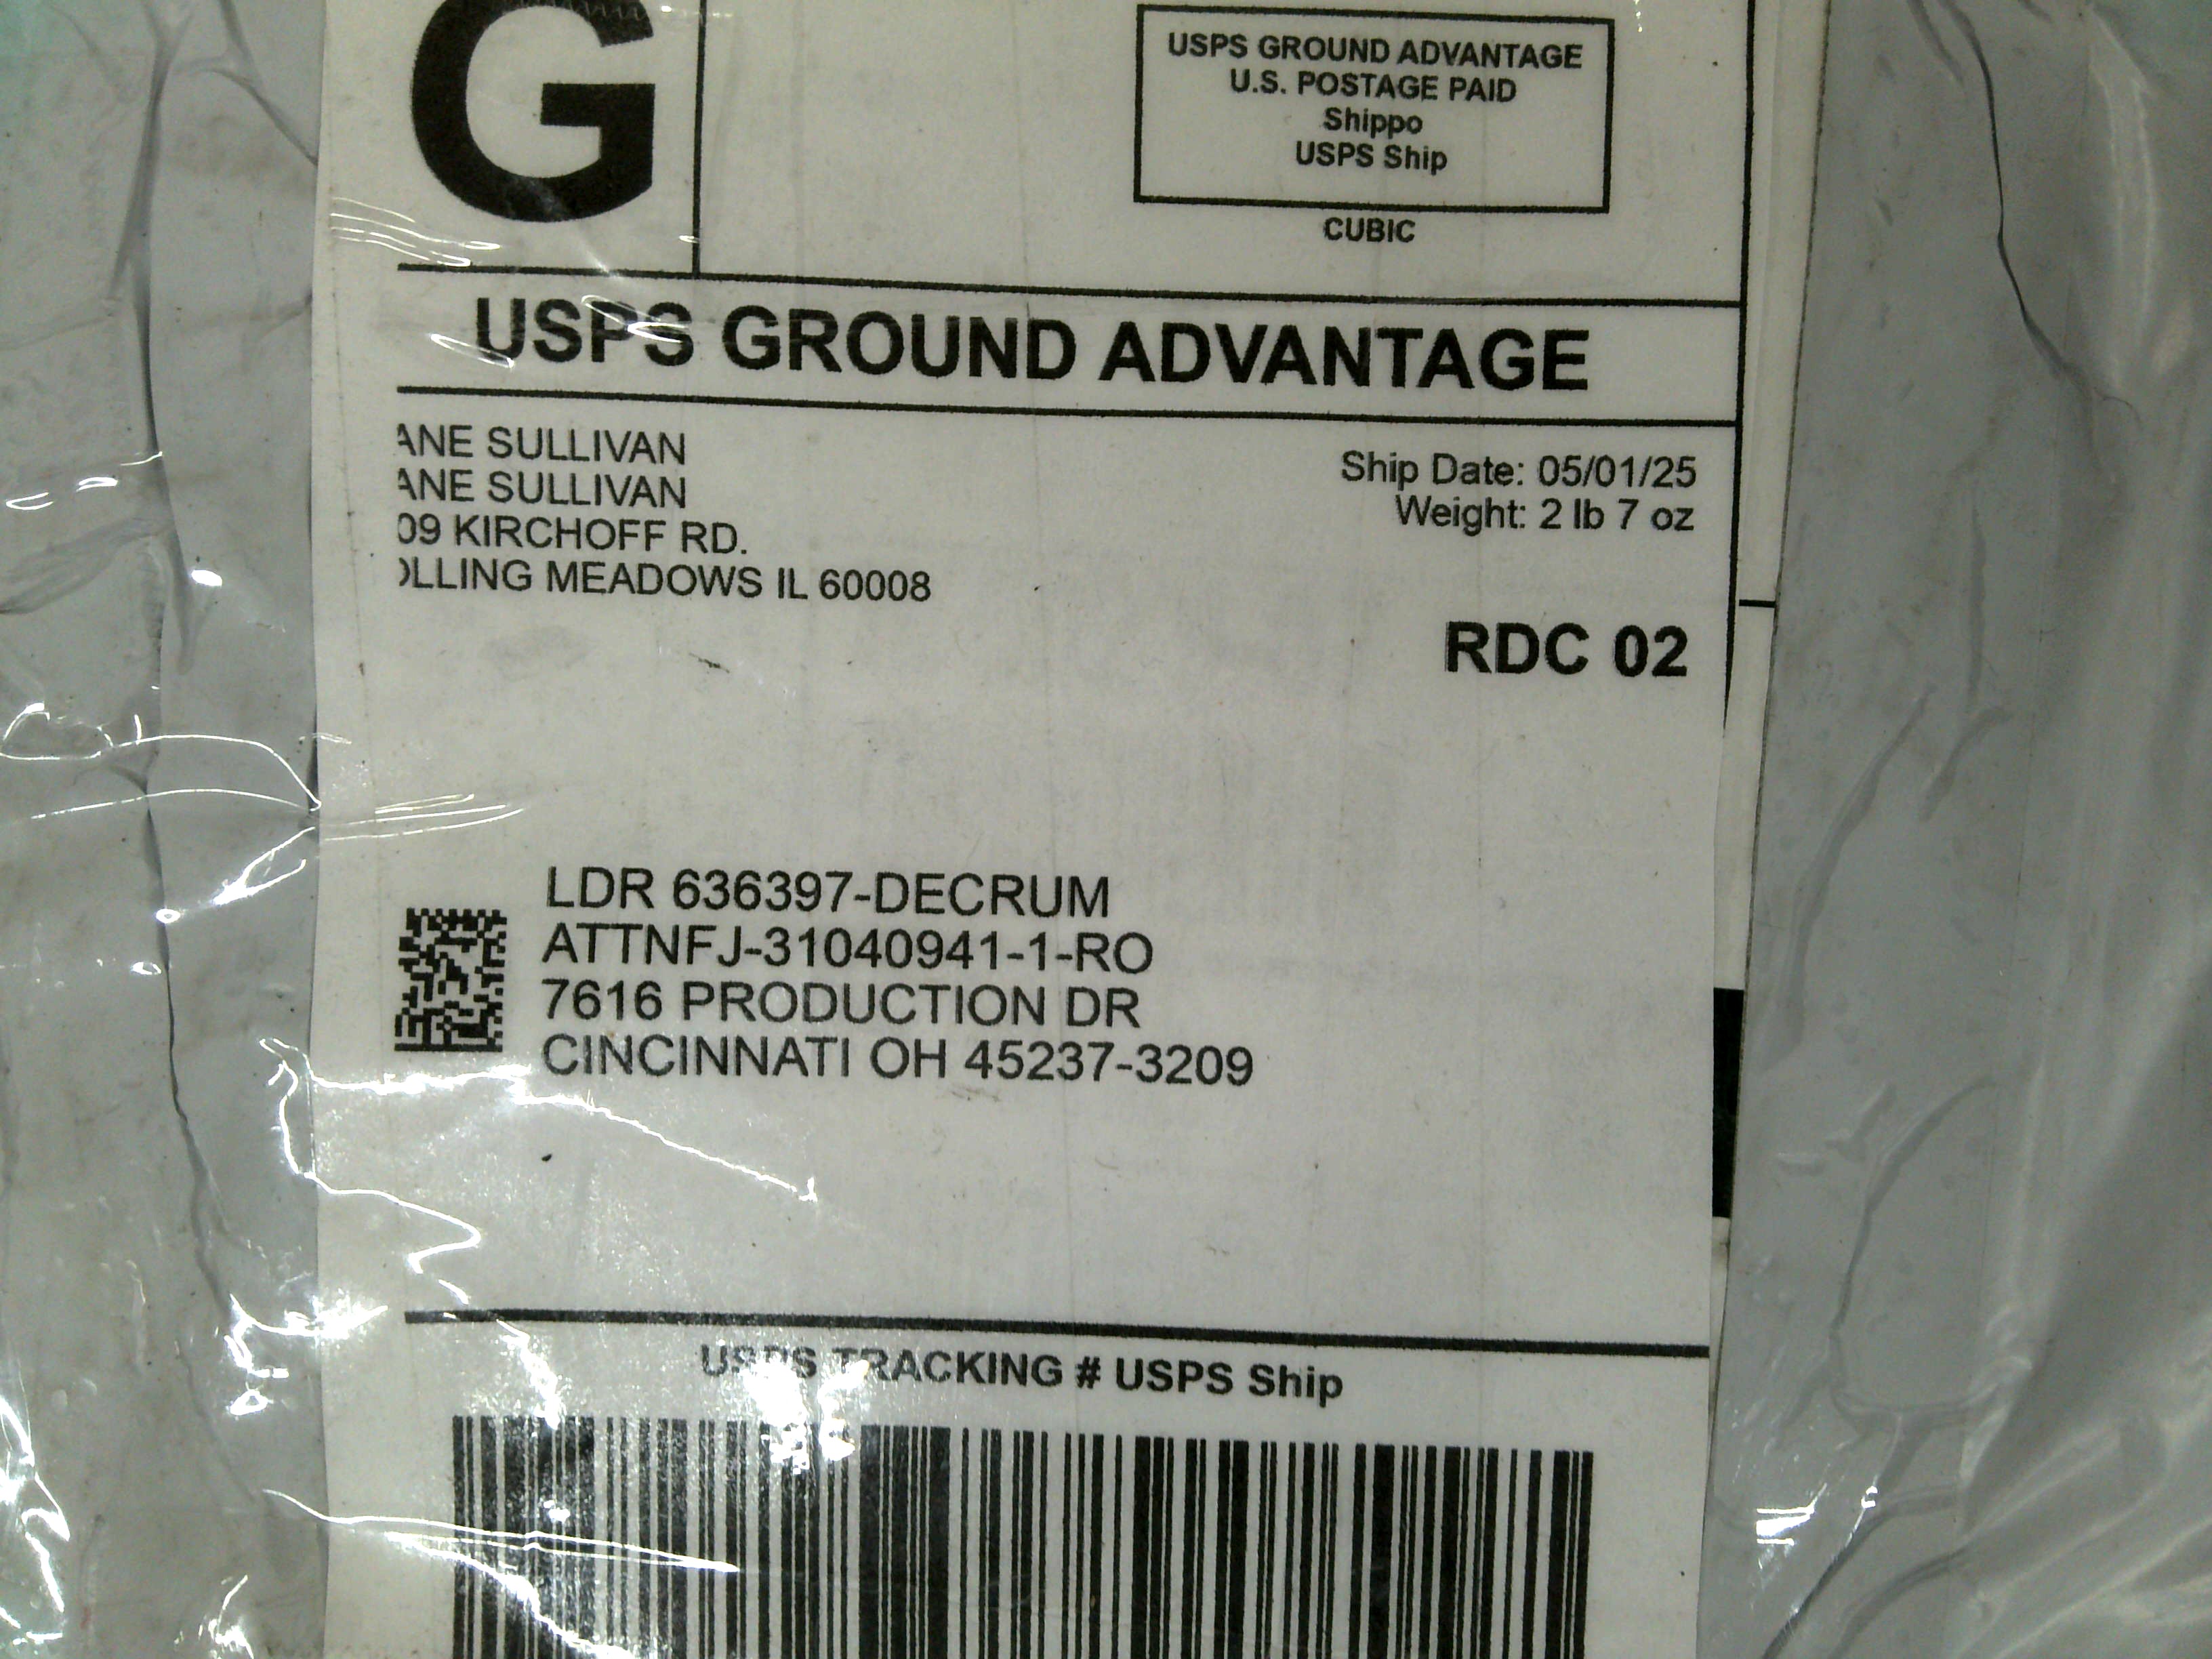 G
USPS GROUND ADVANTAGE
U.S. POSTAGE PAID
Shippo
USPS Ship
CUBIC
USPS GROUND ADVANTAGE
ANE SULLIVAN
ANE SULLIVAN
09 KIRCHOFF RD.
OLLING MEADOWS IL 60008
Ship Date: 05/01/25
Weight: 2 lb 7 oz
RDC 02
LDR 636397-DECRUM
ATTNFJ-31040941-1-RO
7616 PRODUCTION DR
CINCINNATI OH 45237-3209
USPS TRACKING # USPS Ship